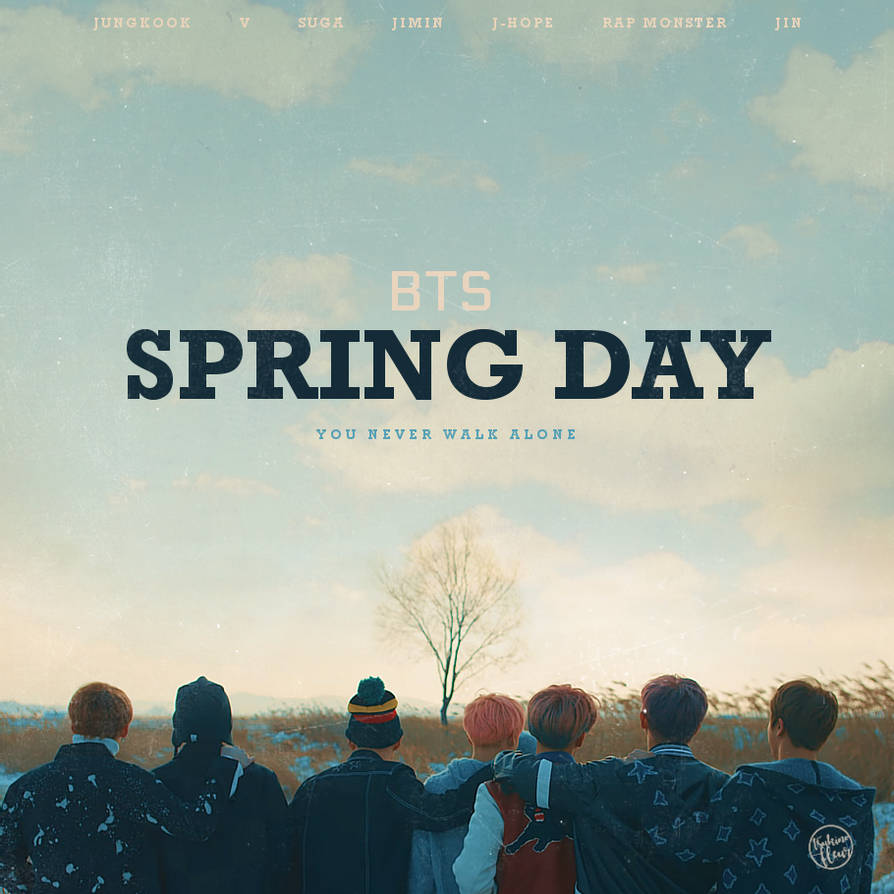 JUNGKOOK V SUGA JIMIN J-HOPE RAP MONSTER JIN
BTS
SPRING DAY
YOU NEVER WALK ALONE